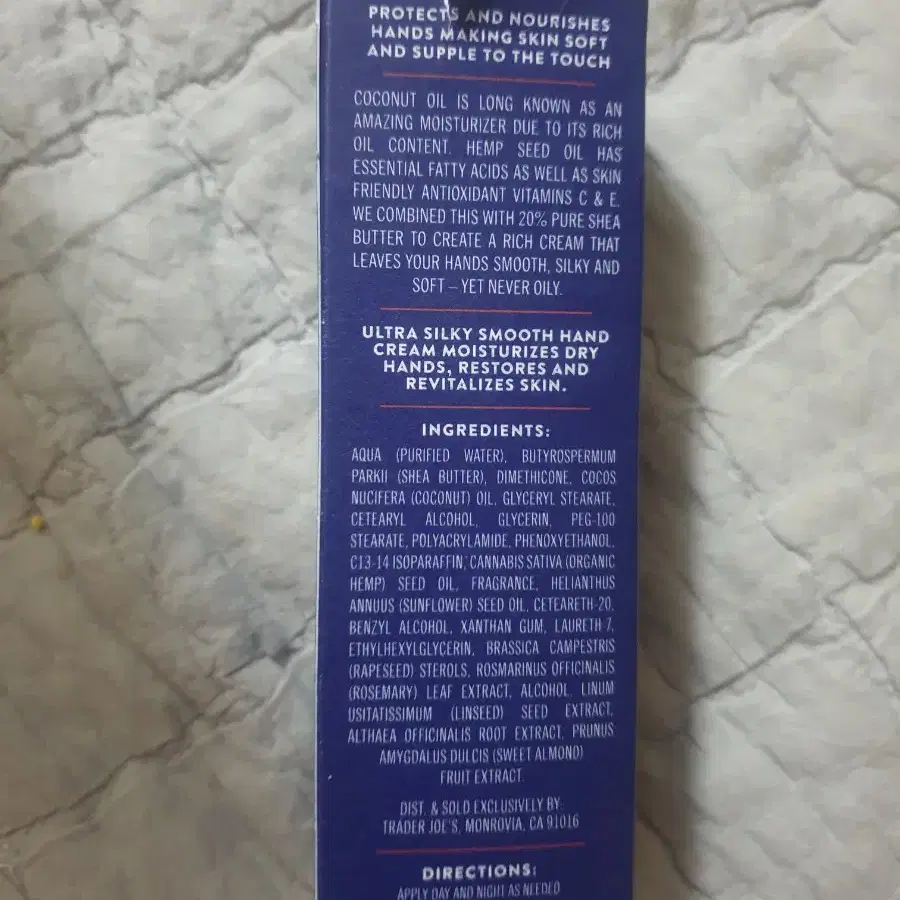 PROTECTS AND NOURISHES
HANDS MAKING SKIN SOFT
AND SUPPLE TO THE TOUCH
COCONUT OIL IS LONG KNOWN AS AN
AMAZING MOISTURIZER DUE TO ITS RICH
OIL CONTENT. HEMP SEED OIL HAS
ESSENTIAL FATTY ACIDS AS WELL AS SKIN
FRIENDLY ANTIOXIDANT VITAMINS C & E.
WE COMBINED THIS WITH 20% PURE SHEA
BUTTER TO CREATE A RICH CREAM THAT
LEAVES YOUR HANDS SMOOTH, SILKY AND
SOFT – YET NEVER OILY.
ULTRA SILKY SMOOTH HAND
CREAM MOISTURIZES DRY
HANDS, RESTORES AND
REVITALIZES SKIN.
INGREDIENTS:
AQUA (PURIFIED WATER), BUTYROSPERMUM
PARKII (SHEA BUTTER), DIMETHICONE, COCOS
NUCIFERA (COCONUT) OIL, GLYCERYL STEARATE,
CETEARYL ALCOHOL, GLYCERIN, PEG-100
STEARATE, POLYACRYLAMIDE, PHENOXYETHANOL,
C13-14 ISOPARAFFIN, CANNABIS SATIVA (ORGANIC
HEMP) SEED OIL, FRAGRANCE, HELIANTHUS
ANNUUS (SUNFLOWER) SEED OIL, CETEARETH-20,
BENZYL ALCOHOL, XANTHAN GUM, LAURETH 7,
ETHYLHEXYLGLYCERIN, BRASSICA CAMPESTRIS
(RAPESEED) STEROLS, ROSMARINUS OFFICINALIS
(ROSEMARY) LEAF EXTRACT, ALCOHOL, LINUM
USITATISSIMUM (LINSEED) SEED EXTRACT,
ALTHAEA OFFICINALIS ROOT EXTRACT, PRUNUS
AMYGDALUS DULCIS (SWEET ALMOND)
FRUIT EXTRACT.
DIST. & SOLD EXCLUSIVELY BY:
TRADER JOE'S, MONROVIA, CA 91016
DIRECTIONS:
APPLY DAY AND NIGHT AS NEEDED